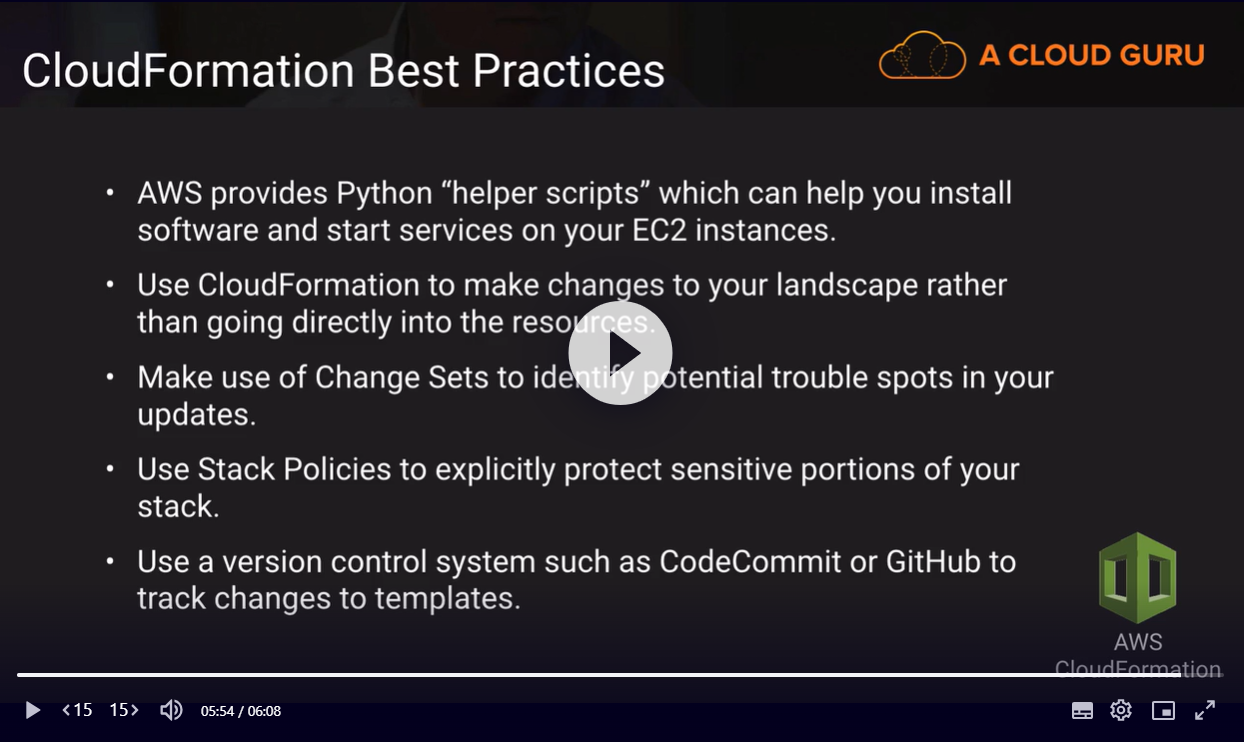 CloudFormation Best Practices
A CLOUD GURU
• AWS provides Python “helper scripts” which can help you install
software and start services on your EC2 instances.
• Use CloudFormation to make changes to your landscape rather
than going directly into the resources.
• Make use of Change Sets to identify potential trouble spots in your
updates.
• Use Stack Policies to explicitly protect sensitive portions of your
stack.
• Use a version control system such as CodeCommit or GitHub to
track changes to templates.
AWS
CloudFormation
<15 15> 05:54 / 06:08